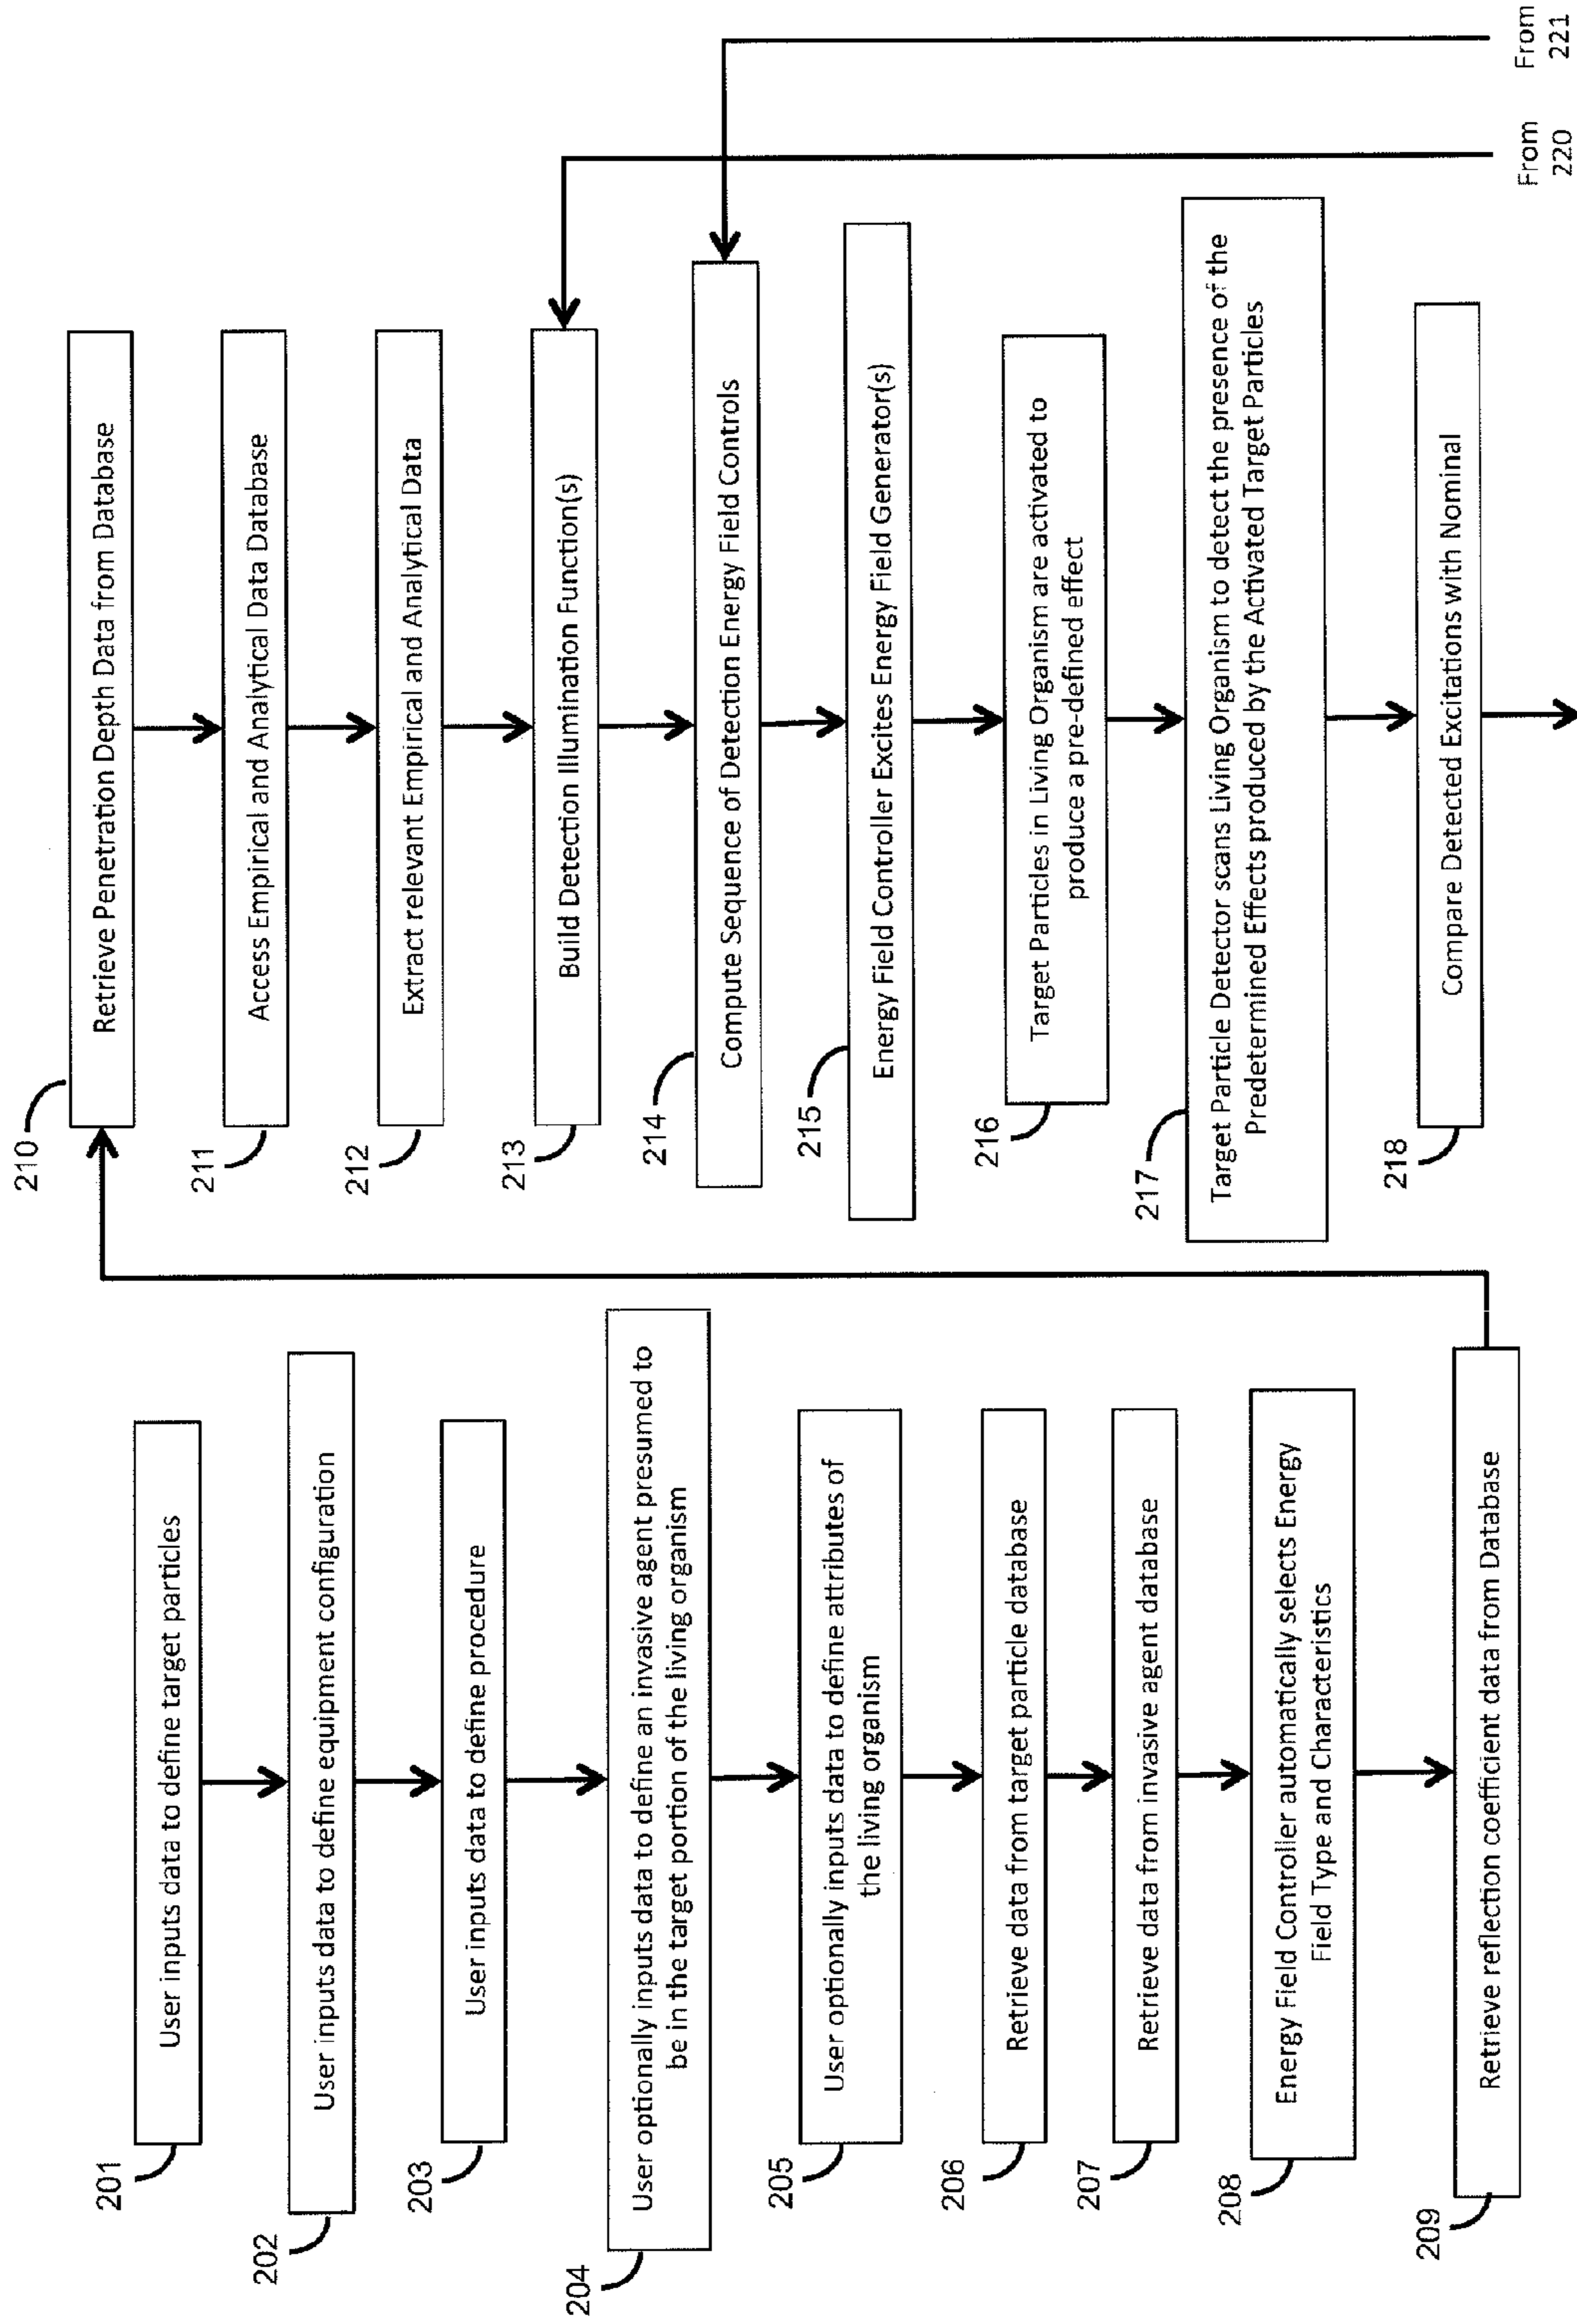 201
User inputs data to define target particles
202
User inputs data to define equipment configuration
203
User inputs data to define procedure
204
User optionally inputs data to define an invasive agent presumed to
be in the target portion of the living organism
205
User optionally inputs data to define attributes of
the living organism
206
Retrieve data from target particle database
207
Retrieve data from invasive agent database
208
Energy Field Controller automatically selects Energy
Field Type and Characteristics
209
Retrieve reflection coefficient data from Database
210
Retrieve Penetration Depth Data from Database
211
Access Empirical and Analytical Data Database
212
Extract relevant Empirical and Analytical Data
213
Build Detection Illumination Function(s)
214
Compute Sequence of Detection Energy Field Controls
215
Energy Field Controller Excites Energy Field Generator(s)
216
Target Particles in Living Organism are activated to
produce a pre-defined effect
217
Target Particle Detector scans Living Organism to detect the presence of the
Predetermined Effects produced by the Activated Target Particles
218
Compare Detected Excitations with Nominal
From
220
From
221